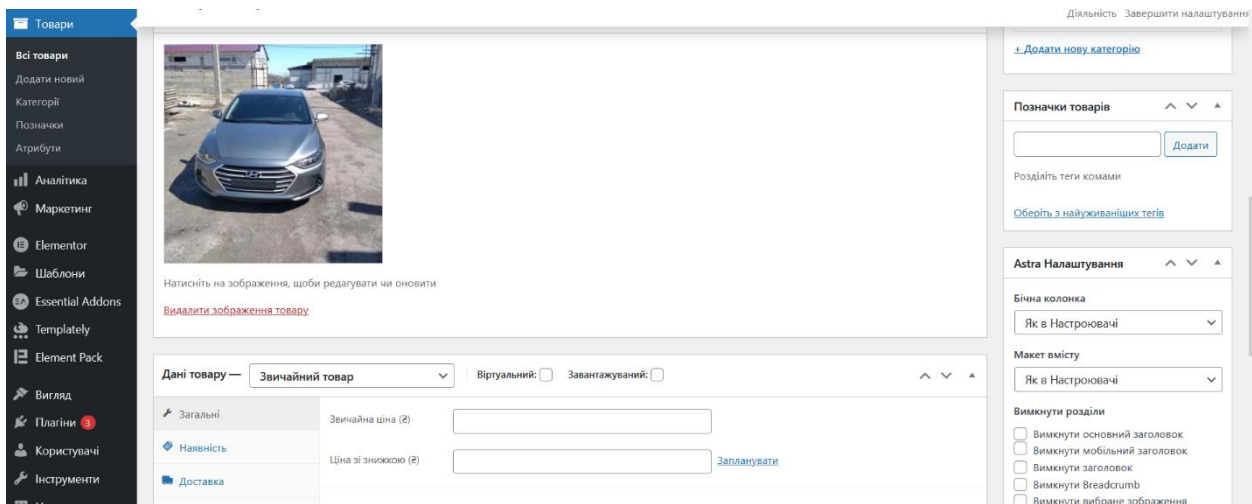 Діяльність Завершити налаштування
Товари
Всі товари
Додати новий
Категорії
Позначки
Атрибути
Аналітика
Маркетинг
Elementor
Шаблони
Essential Addons
Templately
Element Pack
Вигляд
Плагіни 3
Користувачі
Інструменти
Натисніть на зображення, щоби редагувати чи оновити
Видалити зображення товару
Дані товару — Звичайний товар Віртуальний: Завантажуваний:
Загальні
Наявність
Доставка
Звичайна ціна (₴)
Ціна зі знижкою (₴) Запланувати
+ Додати нову категорію
Позначки товарів
Додати
Розділіть теги комами
Оберіть з найуживаніших тегів
Astra Налаштування
Бічна колонка
Як в Настроювачі
Макет вмісту
Як в Настроювачі
Вимкнути розділи
Вимкнути основний заголовок
Вимкнути мобільний заголовок
Вимкнути заголовок
Вимкнути Breadcrumb
Вимкнути вибране зображення